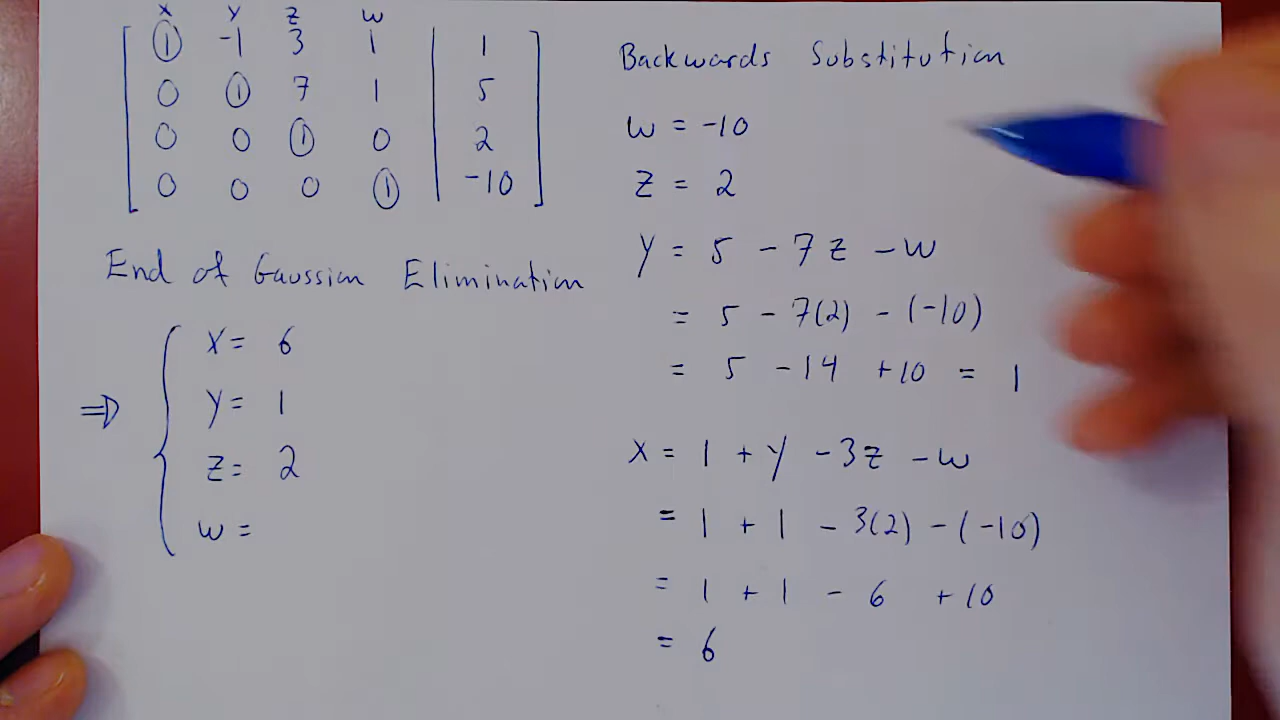 x y z w
1 -1 3 1 | 1
0 1 7 1 | 5
0 0 1 0 | 2
0 0 0 1 | -10
End of Gaussian Elimination
⇒ { x = 6
y = 1
z = 2
w =
Backwards Substitution
w = -10
z = 2
y = 5 - 7z - w
= 5 - 7(2) - (-10)
= 5 - 14 + 10 = 1
x = 1 + y - 3z - w
= 1 + 1 - 3(2) - (-10)
= 1 + 1 - 6 + 10
= 6